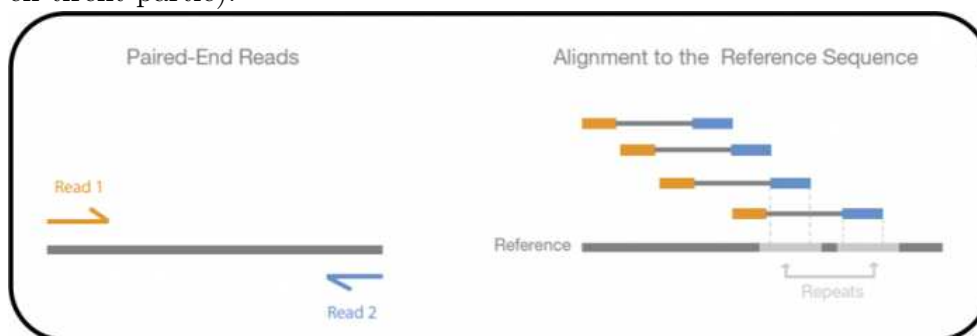 Paired-End Reads
Alignment to the Reference Sequence
Read 1
Read 2
Reference
Repeats